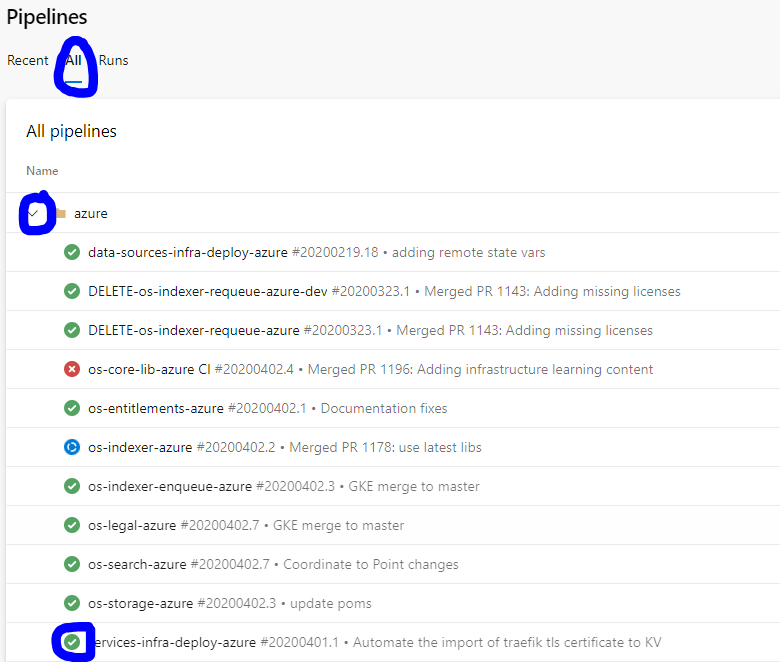 Pipelines
Recent All Runs
All pipelines
Name
azure
data-sources-infra-deploy-azure #20200219.18 • adding remote state vars
DELETE-os-indexer-requeue-azure-dev #20200323.1 • Merged PR 1143: Adding missing licenses
DELETE-os-indexer-requeue-azure #20200323.1 • Merged PR 1143: Adding missing licenses
os-core-lib-azure CI #20200402.4 • Merged PR 1196: Adding infrastructure learning content
os-entitlements-azure #20200402.1 • Documentation fixes
os-indexer-azure #20200402.2 • Merged PR 1178: use latest libs
os-indexer-enqueue-azure #20200402.3 • GKE merge to master
os-legal-azure #20200402.7 • GKE merge to master
os-search-azure #20200402.7 • Coordinate to Point changes
os-storage-azure #20200402.3 • update poms
ervices-infra-deploy-azure #20200401.1 • Automate the import of traefik tls certificate to KV